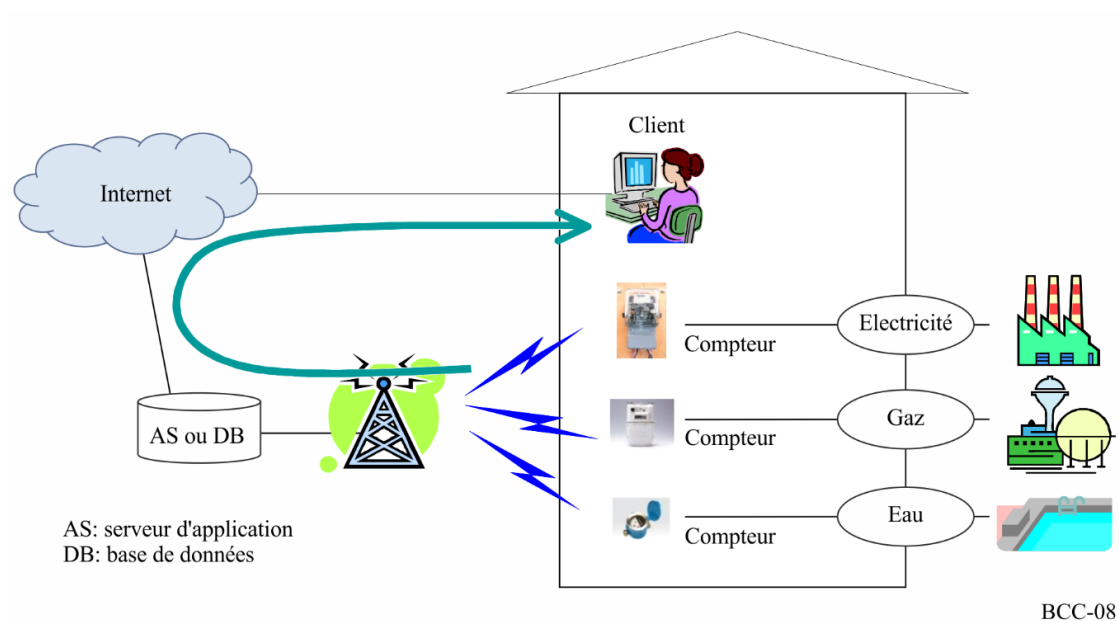 Client
Internet
Electricité
Compteur
Gaz
AS ou DB
Compteur
Eau
Compteur
AS: serveur d'application
DB: base de données
BCC-08